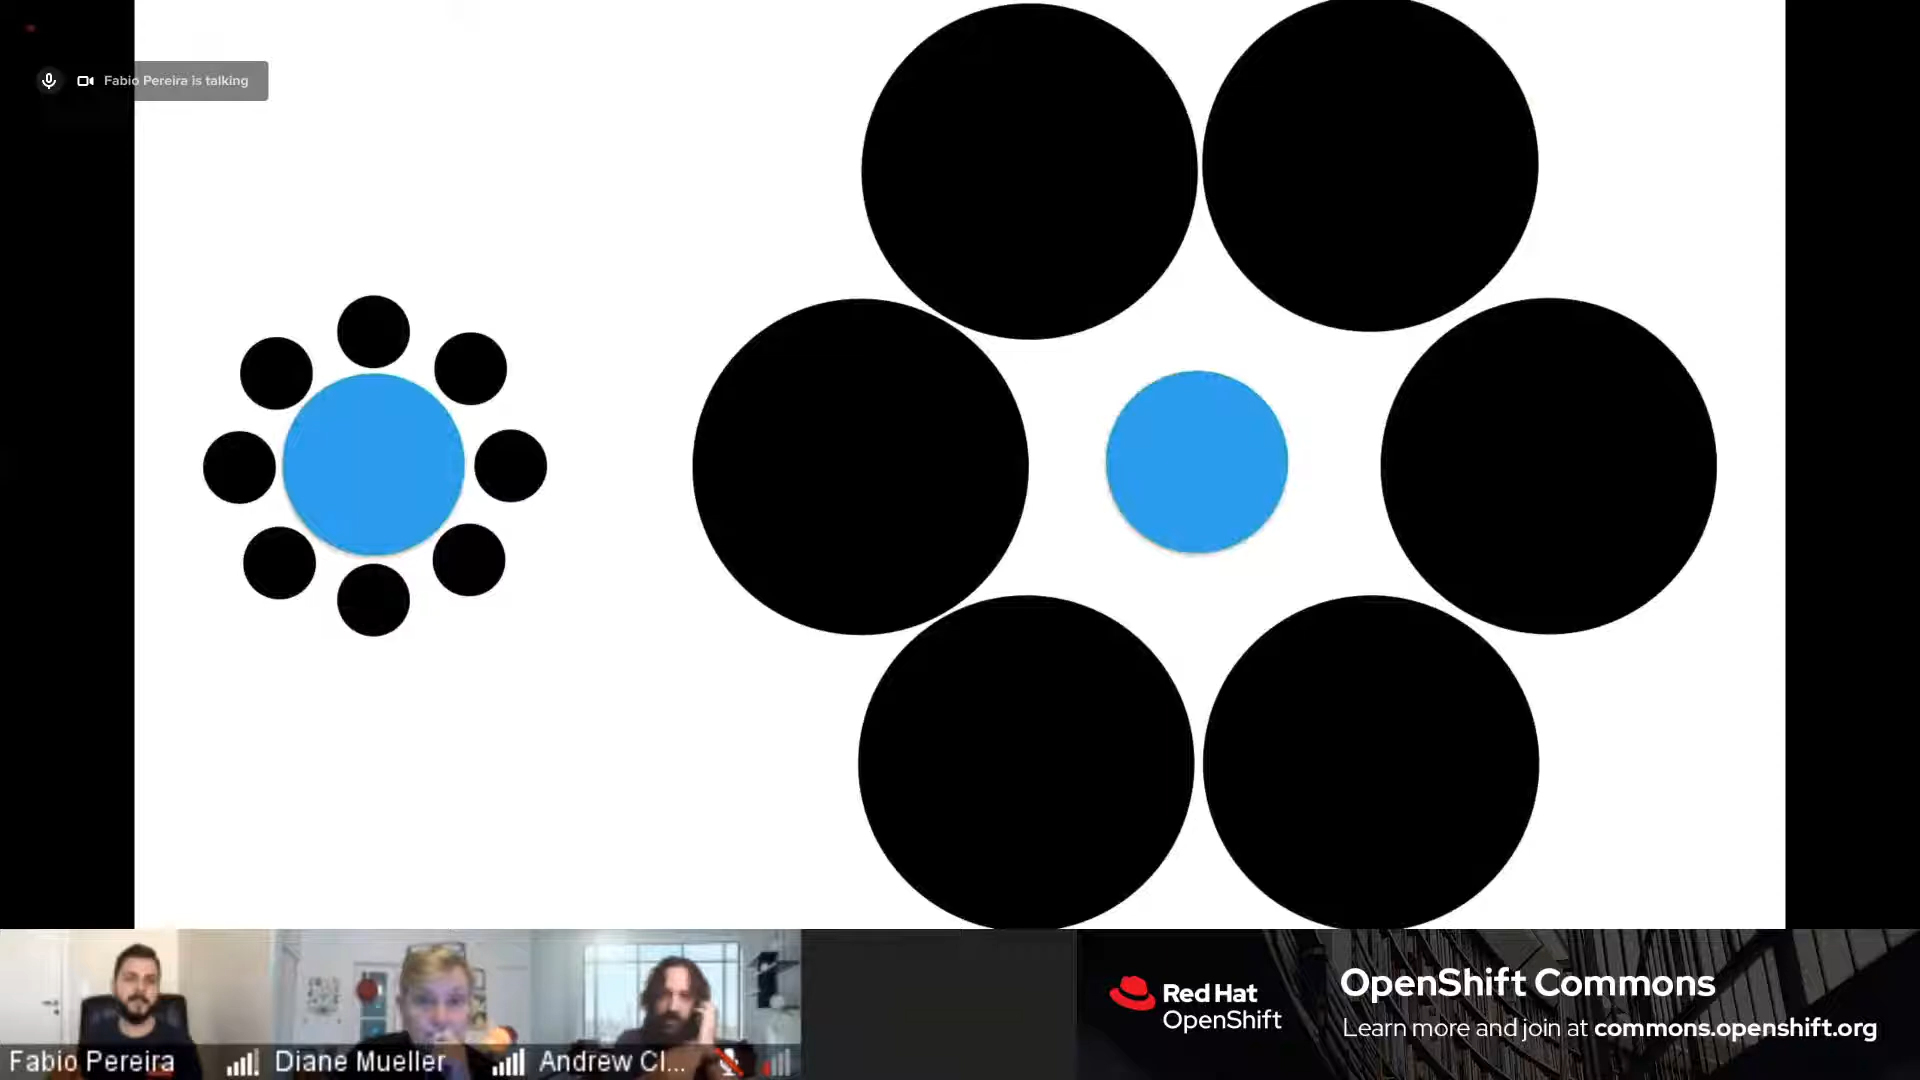 Fabio Pereira is talking
Fabio Pereira
Diane Mueller
Andrew Cl...
Red Hat
OpenShift
OpenShift Commons
Learn more and join at commons.openshift.org